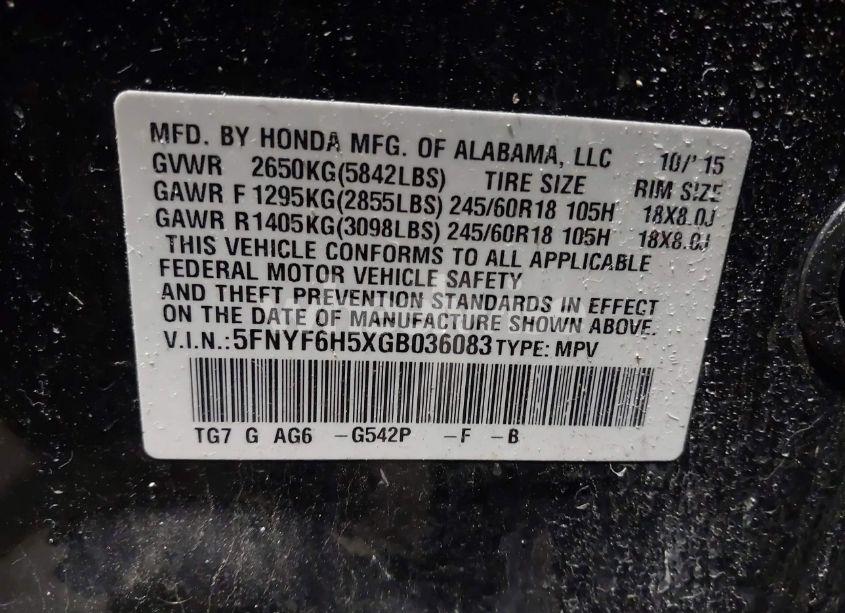 MFD. BY HONDA MFG. OF ALABAMA, LLC 10/'15
GVWR 2650KG(5842LBS) TIRE SIZE RIM SIZE
GAWR F 1295KG(2855LBS) 245/60R18 105H 18X8.0J
GAWR R1405KG(3098LBS) 245/60R18 105H 18X8.0J
THIS VEHICLE CONFORMS TO ALL APPLICABLE
FEDERAL MOTOR VEHICLE SAFETY
AND THEFT PREVENTION STANDARDS IN EFFECT
ON THE DATE OF MANUFACTURE SHOWN ABOVE.
V.I.N.:5FNYF6H5XGB036083 TYPE: MPV
TG7 G AG6 -G542P -F -B